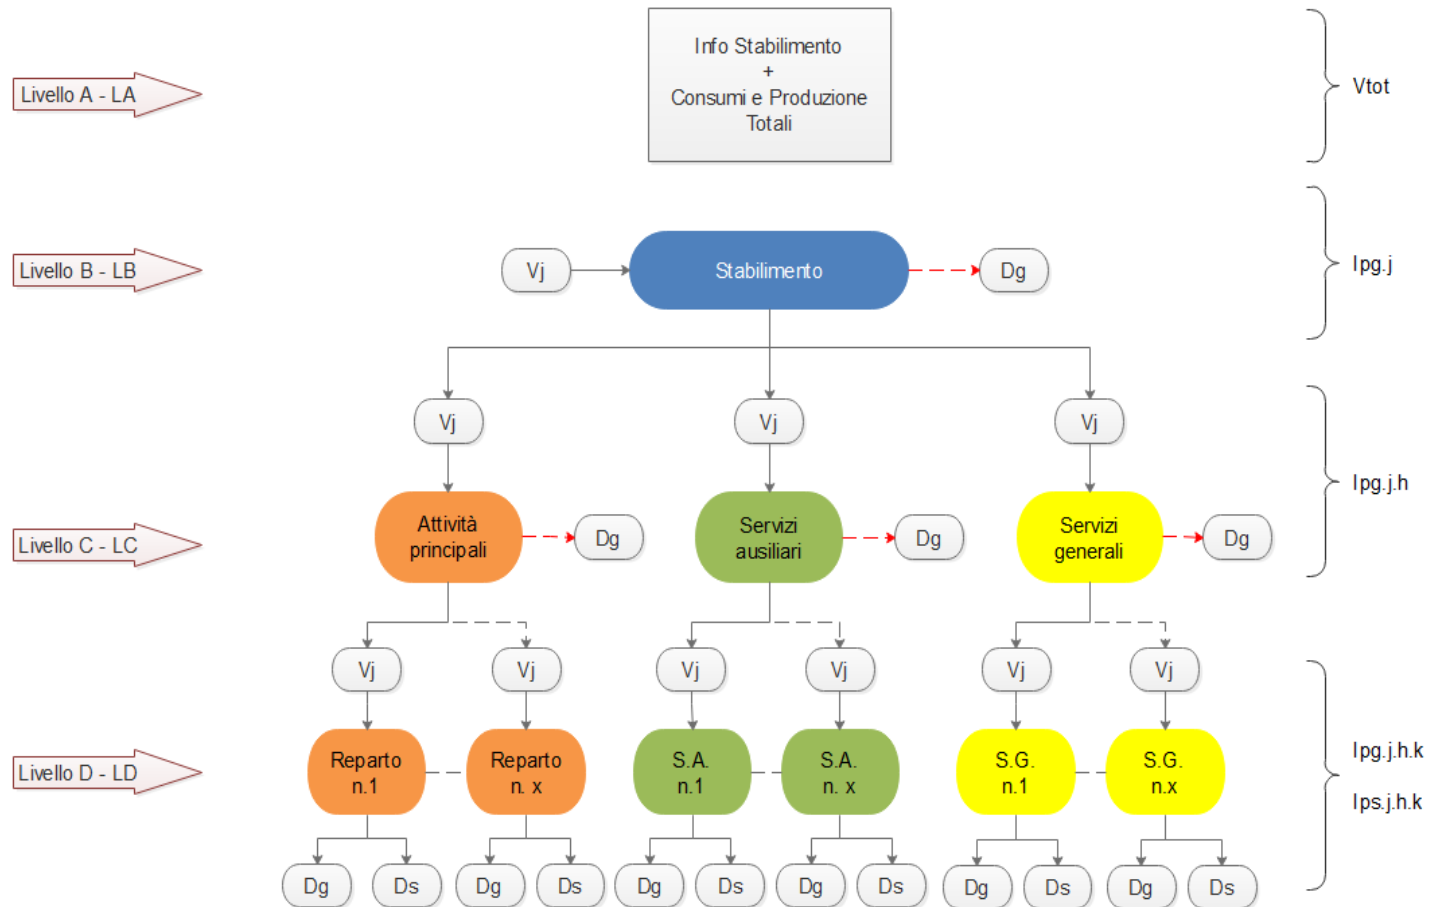 Info Stabilimento
+
Consumi e Produzione
Totali
Livello A - LA
Vtot
Livello B - LB
Vj
Stabilimento
Dg
Ipg.j
Vj
Vj
Vj
Ipg.j.h
Livello C - LC
Attività
principali
Dg
Servizi
ausiliari
Dg
Servizi
generali
Dg
Vj
Vj
Vj
Vj
Vj
Vj
Livello D - LD
Reparto
n.1
Reparto
n. x
S.A.
n.1
S.A.
n. x
S.G.
n.1
S.G.
n.x
Ipg.j.h.k
Ips.j.h.k
Dg
Ds
Dg
Ds
Dg
Ds
Dg
Ds
Dg
Ds
Dg
Ds